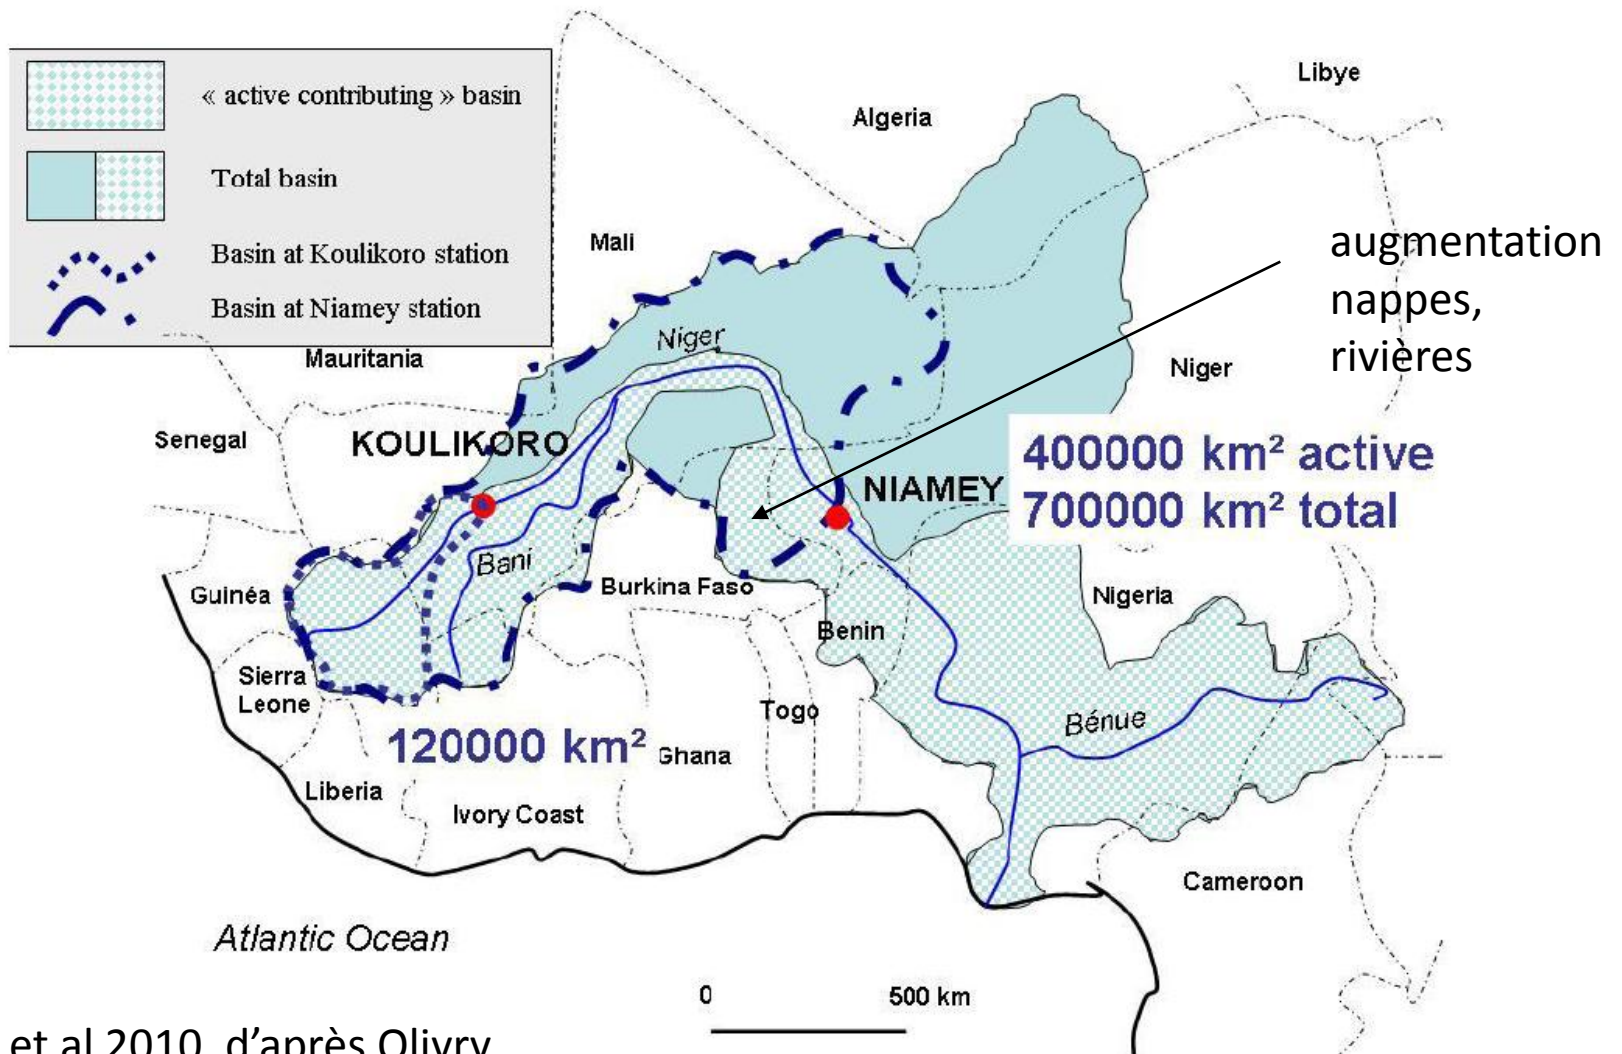 « active contributing » basin
Total basin
Basin at Koulikoro station
Basin at Niamey station
Libye
Algeria
Mali
augmentation
nappes,
rivières
Niger
Mauritania
Niger
Senegal
KOULIKORO
400000 km² active
NIAMEY
700000 km² total
Bani
Guinéa
Burkina Faso
Nigeria
Benin
Sierra
Leone
Togo
Bénue
120000 km²
Ghana
Liberia
Ivory Coast
Cameroon
Atlantic Ocean
0 500 km
et al 2010, d'après Olivry